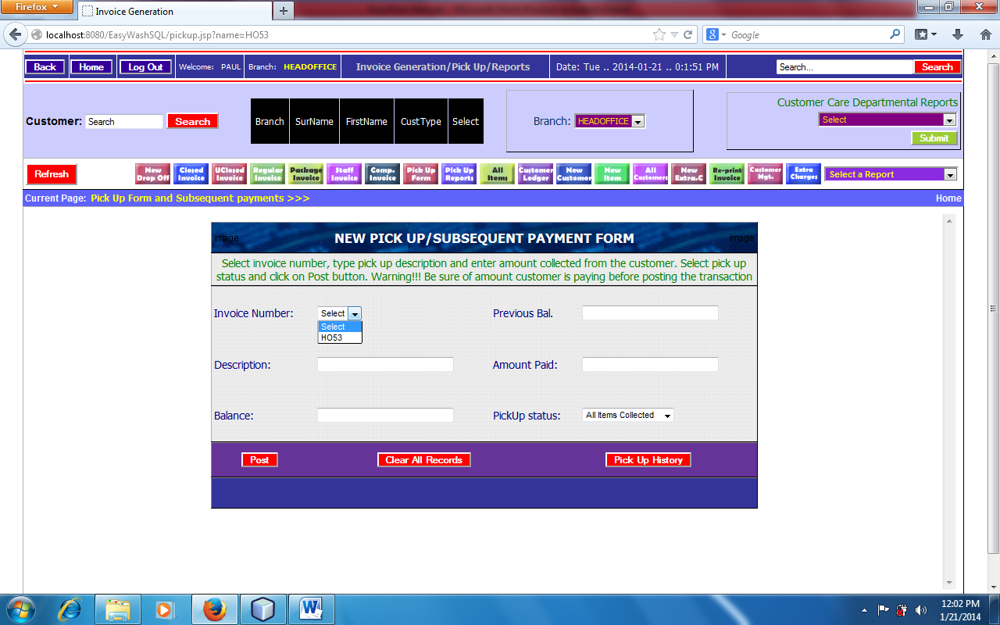 Firefox
Invoice Generation
localhost:8080/EasyWashSQL/pickup.jsp?name=HO53
Google
Back Home Log Out Welcome: PAUL Branch: HEADOFFICE Invoice Generation/Pick Up/Reports Date: Tue .. 2014-01-21 .. 0:1:51 PM Search... Search
Customer Care Departmental Reports
Customer: Search Search Branch SurName FirstName CustType Select Branch: HEADOFFICE Select
Submit
Refresh New Drop Off Closed Invoice UClosed Invoice Regular Invoice Package Invoice Staff Invoice Comp. Invoice Pick Up Form Pick Up Reports All Items Customer Ledger New Customer New Item All Customers New Extra.C Re-print Invoice Customer Mgt. Extra Charges Select a Report
Current Page: Pick Up Form and Subsequent payments >>> Home
image NEW PICK UP/SUBSEQUENT PAYMENT FORM image
Select invoice number, type pick up description and enter amount collected from the customer. Select pick up
status and click on Post button. Warning!!! Be sure of amount customer is paying before posting the transaction
Invoice Number: Select Previous Bal.
Select
HO53
Description: Amount Paid:
Balance: PickUp status: All Items Collected
Post Clear All Records Pick Up History
12:02 PM
1/21/2014